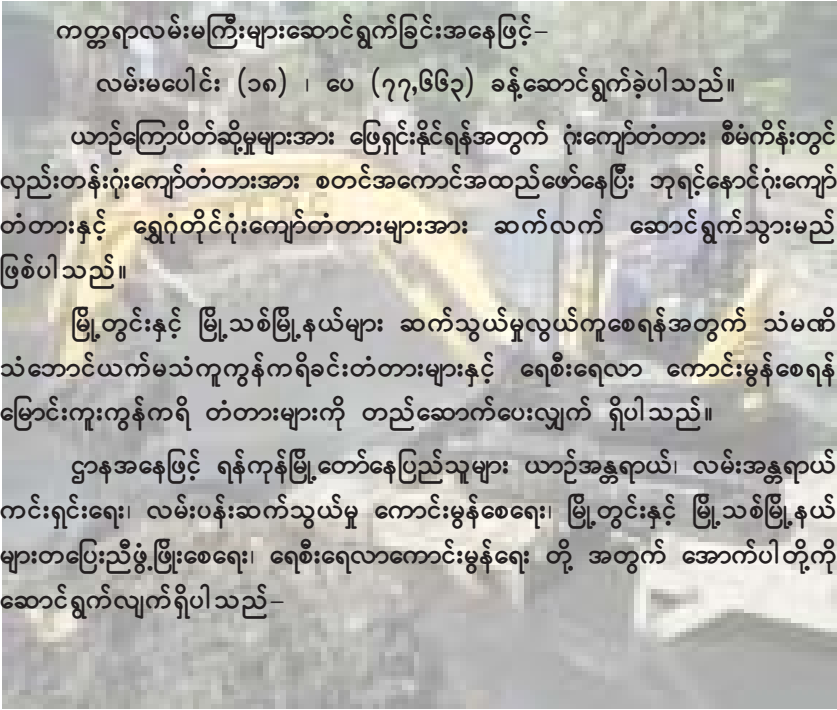 ကတ္တရာလမ်းမကြီးများဆောင်ရွက်ခြင်းအနေဖြင့်–
လမ်းမပေါင်း (၁၈) ၊ ပေ (၇၇,၆၆၃) ခန့်ဆောင်ရွက်ခဲ့ပါသည်။
ယာဉ်ကြောပိတ်ဆို့မှုများအား ဖြေရှင်းနိုင်ရန်အတွက် ဂုံးကျော်တံတား စီမံကိန်းတွင်
လှည်းတန်းဂုံးကျော်တံတားအား စတင်အကောင်အထည်ဖော်နေပြီး ဘုရင့်နောင်ဂုံးကျော်
တံတားနှင့် ရွှေဂုံတိုင်ဂုံးကျော်တံတားများအား ဆက်လက် ဆောင်ရွက်သွားမည်
ဖြစ်ပါသည်။
မြို့တွင်းနှင့် မြို့သစ်မြို့နယ်များ ဆက်သွယ်မှုလွယ်ကူစေရန်အတွက် သံမဏိ
သံဘောင်ယက်မသံကူကွန်ကရိခင်းတံတားများနှင့် ရေစီးရေလာ ကောင်းမွန်စေရန်
မြောင်းကူးကွန်ကရိ တံတားများကို တည်ဆောက်ပေးလျှက် ရှိပါသည်။
ဌာနအနေဖြင့် ရန်ကုန်မြို့တော်နေပြည်သူများ ယာဉ်အန္တရာယ်၊ လမ်းအန္တရာယ်
ကင်းရှင်းရေး၊ လမ်းပန်းဆက်သွယ်မှု ကောင်းမွန်စေရေး၊ မြို့တွင်းနှင့် မြို့သစ်မြို့နယ်
များတပြေးညီဖွံ့ဖြိုးစေရေး၊ ရေစီးရေလာကောင်းမွန်ရေး တို့ အတွက် အောက်ပါတို့ကို
ဆောင်ရွက်လျက်ရှိပါသည်–